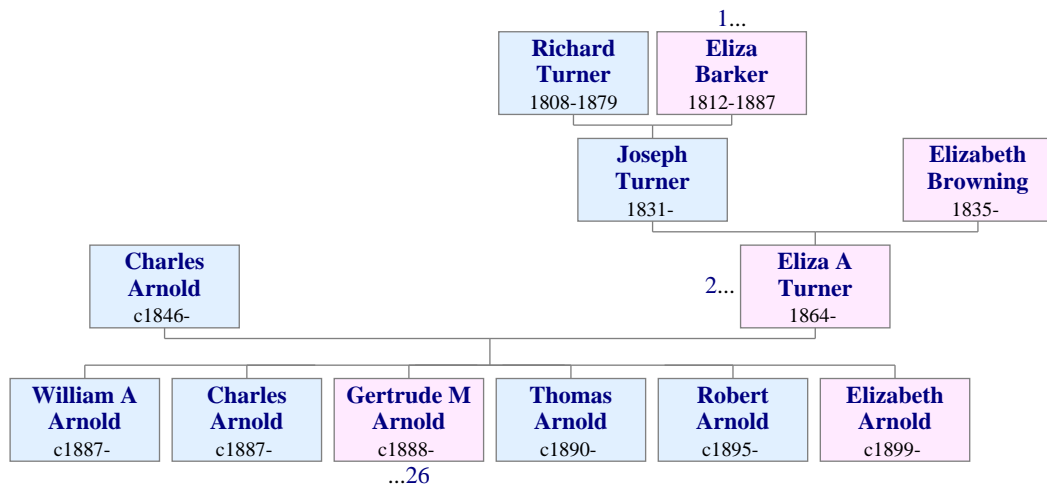 1...
Richard
Turner
1808-1879
Eliza
Barker
1812-1887
Joseph
Turner
1831-
Elizabeth
Browning
1835-
Charles
Arnold
c1846-
2...
Eliza A
Turner
1864-
William A
Arnold
c1887-
Charles
Arnold
c1887-
Gertrude M
Arnold
c1888-
Thomas
Arnold
c1890-
Robert
Arnold
c1895-
Elizabeth
Arnold
c1899-
...26